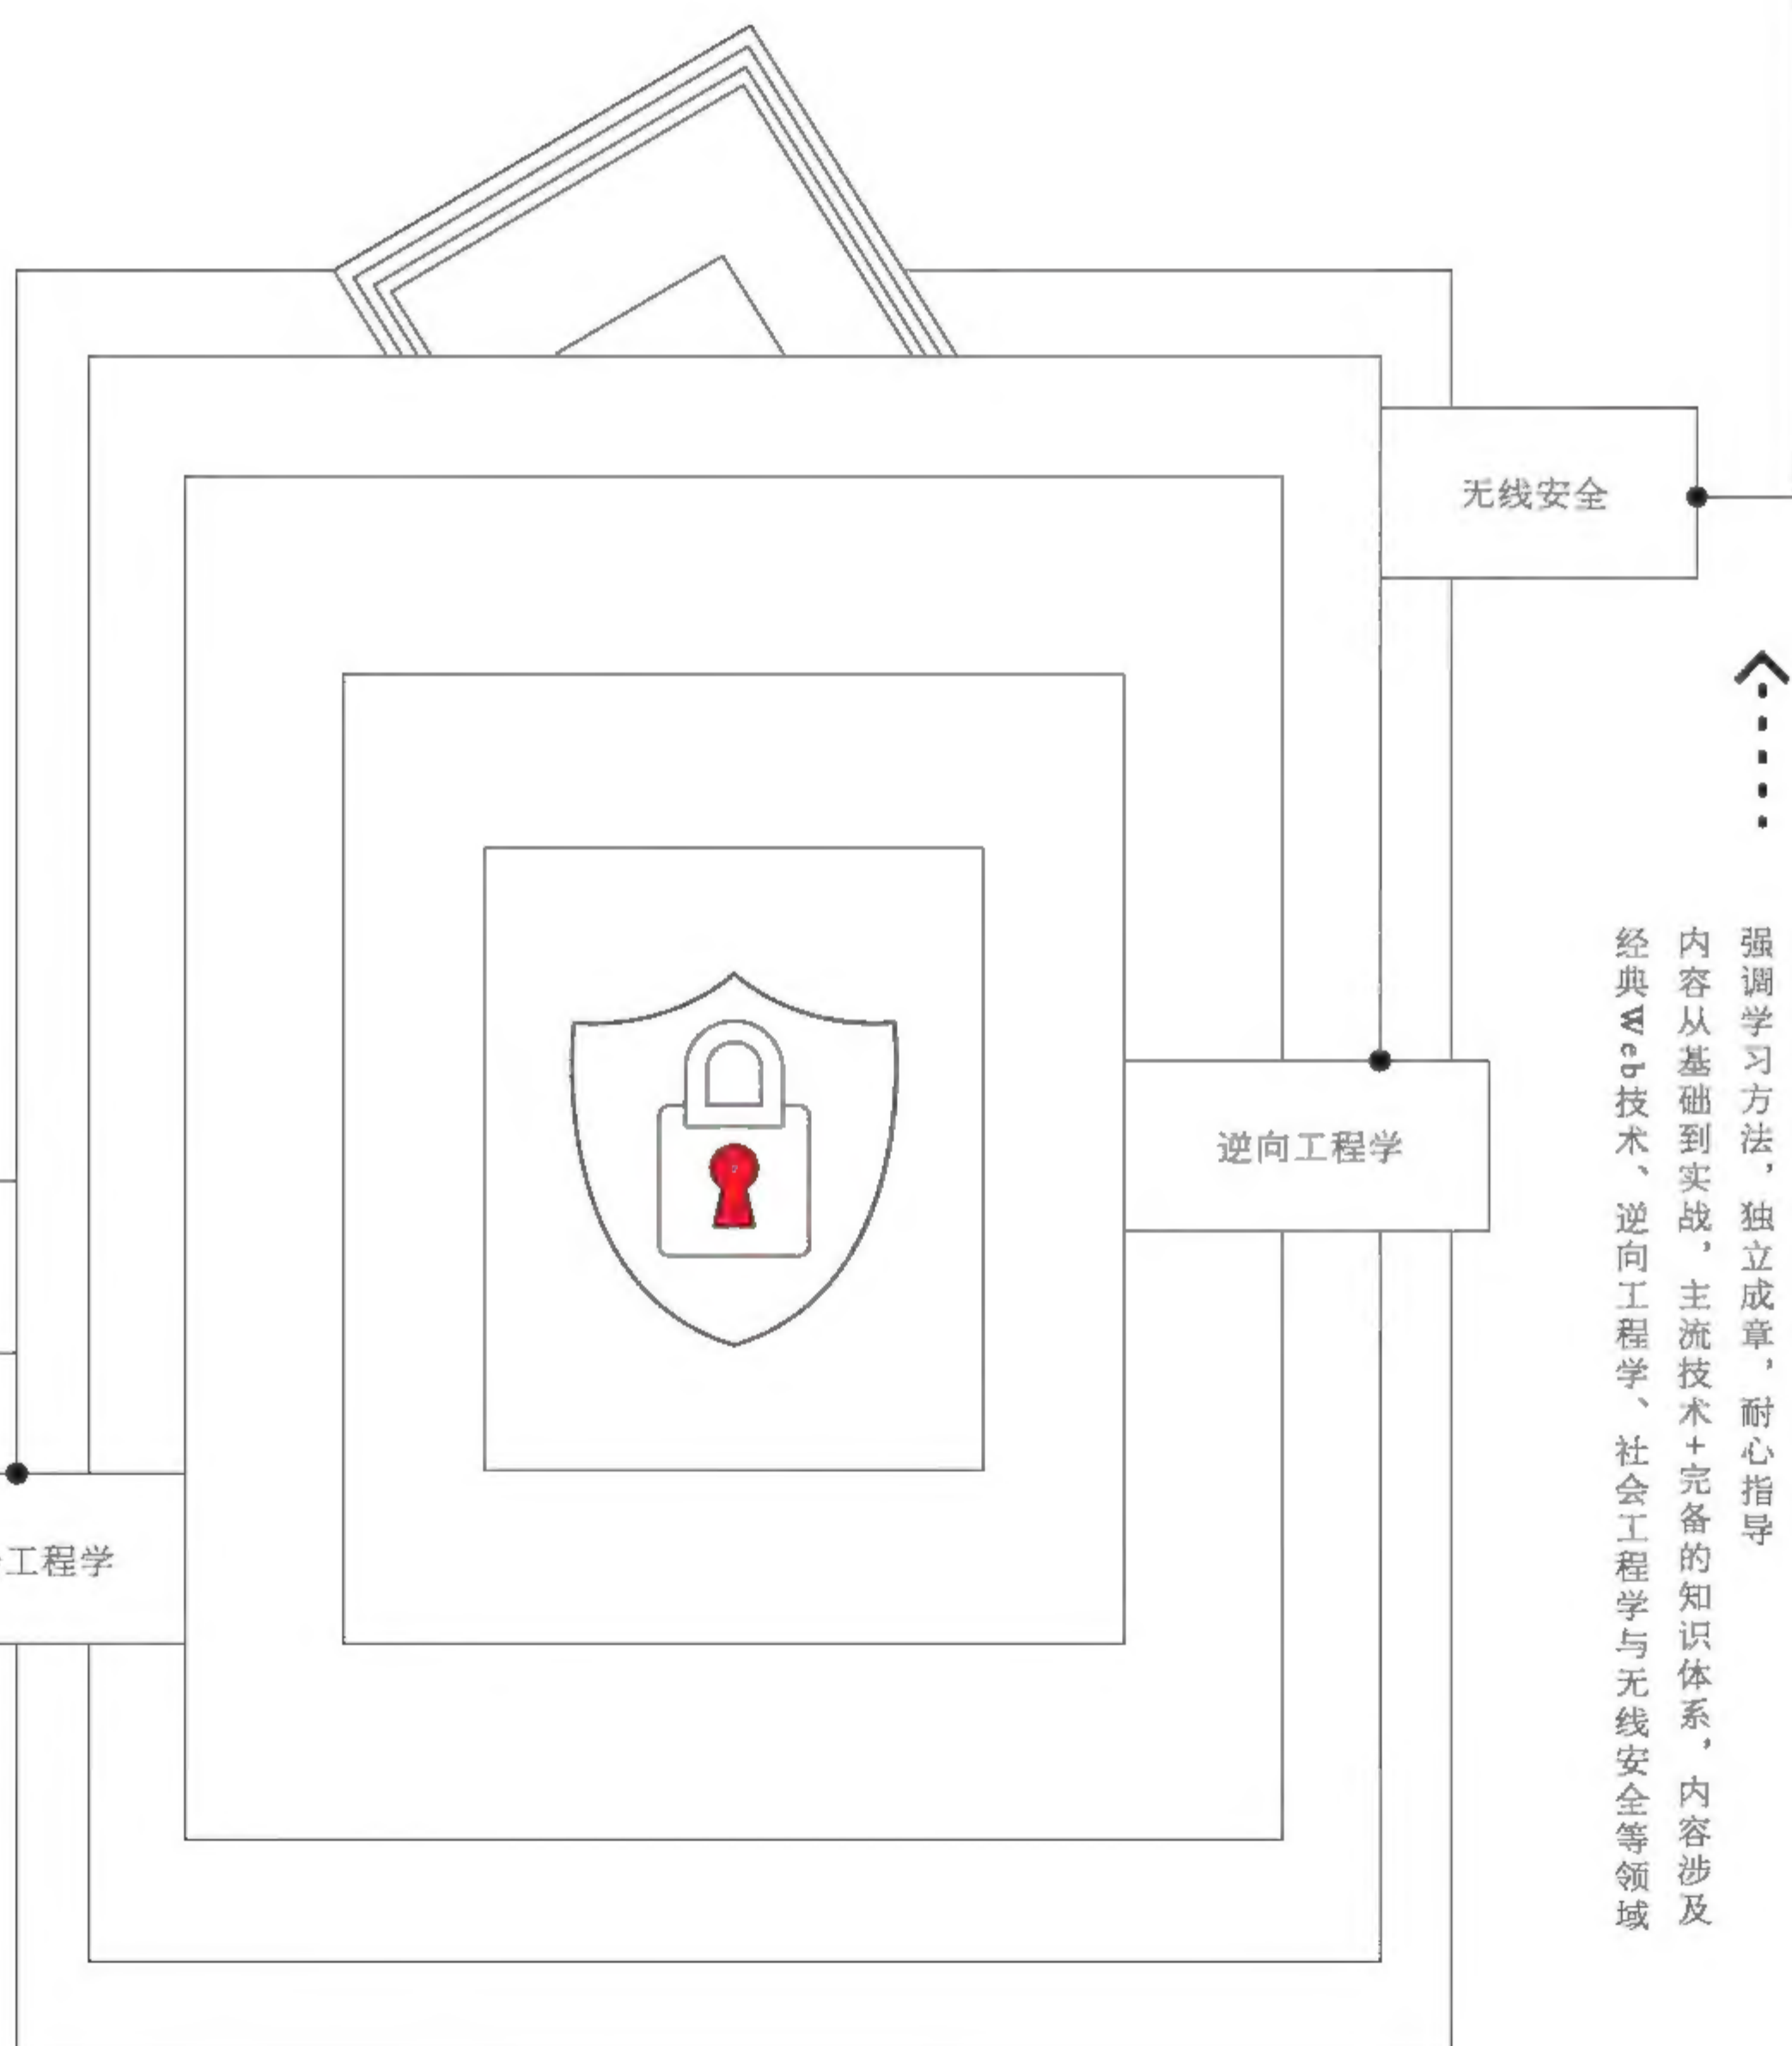 无线安全
逆向工程学
工程学
强调学习方法，独立成章，耐心指导
内容从基础到实战，主流技术+完备的知识体系，内容涉及
经典Web技术、逆向工程学、社会工程学与无线安全等领域